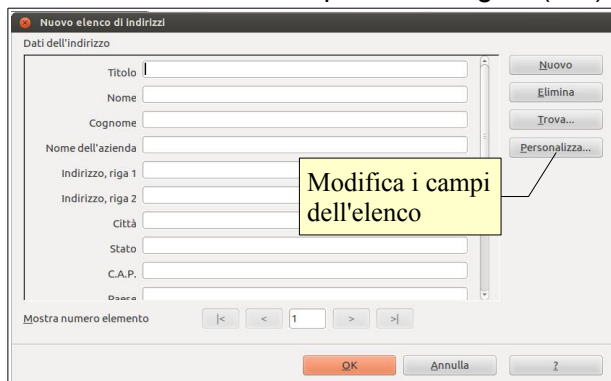 Nuovo elenco di indirizzi
Dati dell'indirizzo
Titolo
Nome
Cognome
Nome dell'azienda
Indirizzo, riga 1
Indirizzo, riga 2
Città
Stato
C.A.P.
Paese
Nuovo
Elimina
Trova...
Personalizza...
Modifica i campi
dell'elenco
Mostra numero elemento |< < 1 > >|
OK Annulla ?